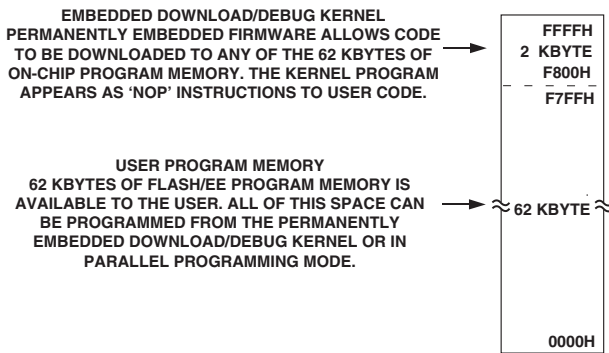 EMBEDDED DOWNLOAD/DEBUG KERNEL
PERMANENTLY EMBEDDED FIRMWARE ALLOWS CODE
TO BE DOWNLOADED TO ANY OF THE 62 KBYTES OF
ON-CHIP PROGRAM MEMORY. THE KERNEL PROGRAM
APPEARS AS ‘NOP’ INSTRUCTIONS TO USER CODE.
FFFFH
2 KBYTE
F800H
F7FFH
USER PROGRAM MEMORY
62 KBYTES OF FLASH/EE PROGRAM MEMORY IS
AVAILABLE TO THE USER. ALL OF THIS SPACE CAN
BE PROGRAMMED FROM THE PERMANENTLY
EMBEDDED DOWNLOAD/DEBUG KERNEL OR IN
PARALLEL PROGRAMMING MODE.
62 KBYTE
0000H